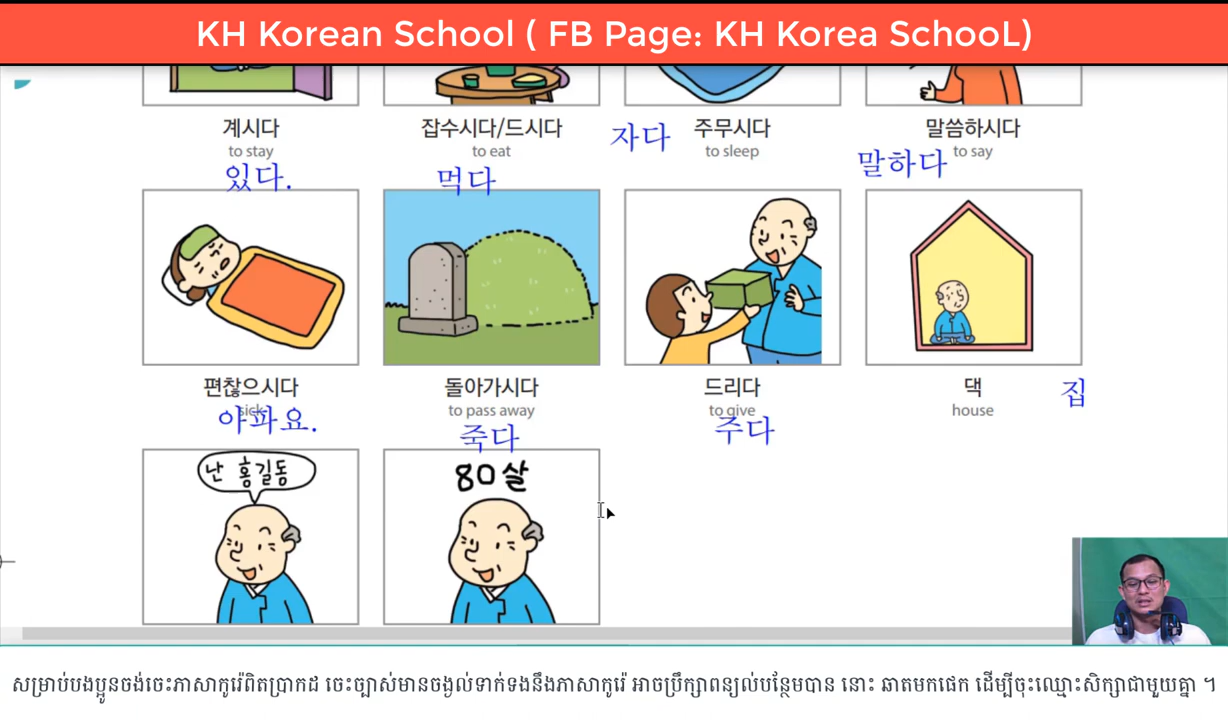 KH Korean School ( FB Page: KH Korea SchooL)
계시다
to stay
있다.
잡수시다/드시다
to eat
먹다
자다
주무시다
to sleep
말씀하시다
to say
말하다
편찮으시다
sick
아파요.
돌아가시다
to pass away
죽다
드리다
to give
주다
댁
house
집
난 홍길동
80살
សម្រាប់បងប្អូនចង់ចេះភាសាកូរ៉េពិតប្រាកដ ចេះច្បាស់មានចងល់ទាក់ទងនឹងភាសាកូរ៉េ អាចប្រឹក្សាពន្យល់បន្ថែមបាន នោះ ឆាតមកផេក ដើម្បីចុះឈ្មោះសិក្សាជាមួយគ្នា ។